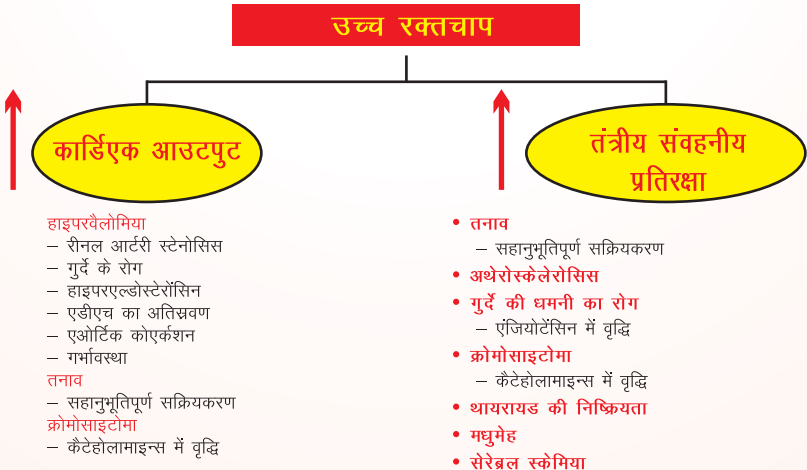 उच्च रक्तचाप
कार्डिएक आउटपुट
हाइपरवैलोमिया
– रीनल आर्टरी स्टेनोसिस
– गुर्दे के रोग
– हाइपरएल्डोस्टेरोंसिन
– एडीएच का अतिस्रवण
– एओर्टिक कोएर्कशन
– गर्भावस्था
तनाव
– सहानुभूतिपूर्ण सक्रियकरण
क्रोमोसाइटोमा
– कैटेहोलामाइन्स में वृद्धि
तंत्रीय संवहनीय
प्रतिरक्षा
• तनाव
– सहानुभूतिपूर्ण सक्रियकरण
• अथेरोस्केलेरोसिस
• गुर्दे की धमनी का रोग
– एंजियोटेंसिन में वृद्धि
• क्रोमोसाइटोमा
– कैटेहोलामाइन्स में वृद्धि
• थायरायड की निष्क्रियता
• मधुमेह
• सेरेब्रल स्केमिया